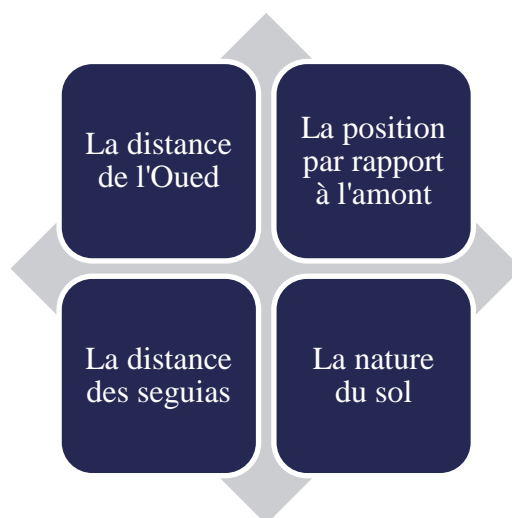 La distance
de l'Oued
La position
par rapport
à l'amont
La distance
des seguias
La nature
du sol